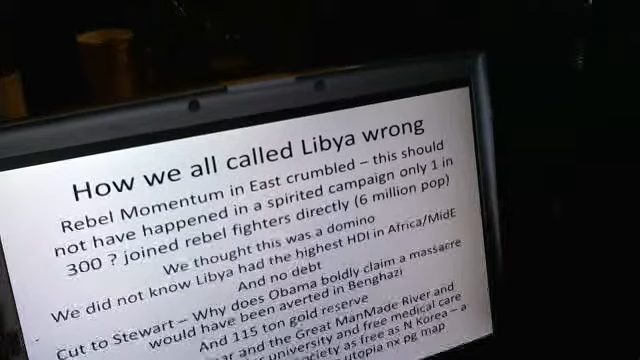 How we all called Libya wrong
Rebel Momentum in East crumbled – this should
not have happened in a spirited campaign only 1 in
300 ? joined rebel fighters directly (6 million pop)
We thought this was a domino
We did not know Libya had the highest HDI in Africa/MidE
And no debt
Cut to Stewart – Why does Obama boldly claim a massacre
would have been averted in Benghazi
And 115 ton gold reserve
and the Great ManMade River and
university and free medical care
as free as N Korea – a
utopia nx pg map